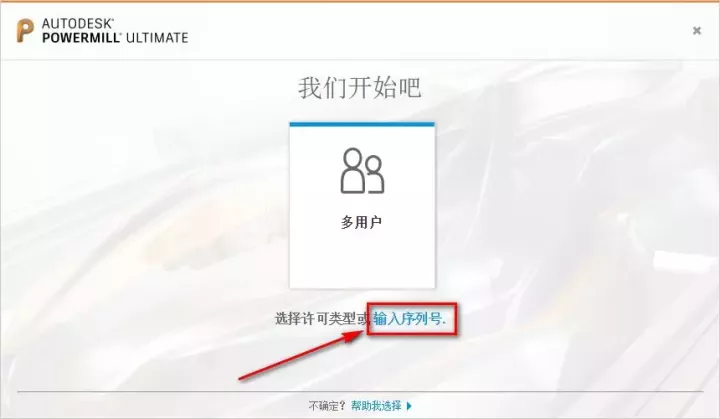 AUTODESK®
POWERMILL® ULTIMATE
我们开始吧
多用户
选择许可类型或输入序列号.
不确定? 帮助我选择